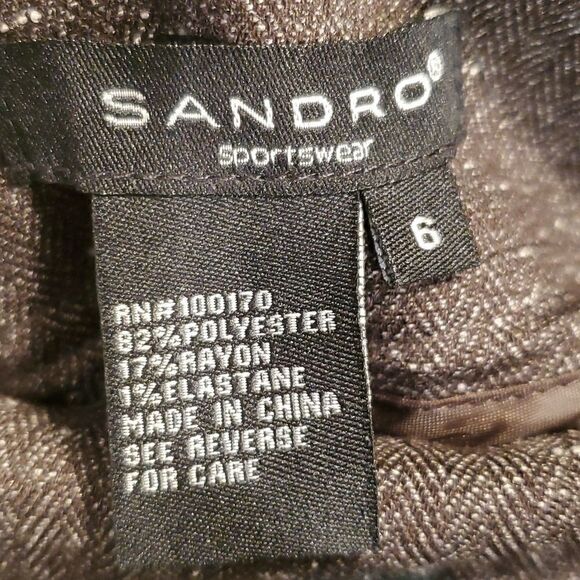 SANDRO®
Sportswear
6
RN#100170
82%POLYESTER
17%RAYON
1%ELASTANE
MADE IN CHINA
SEE REVERSE
FOR CARE